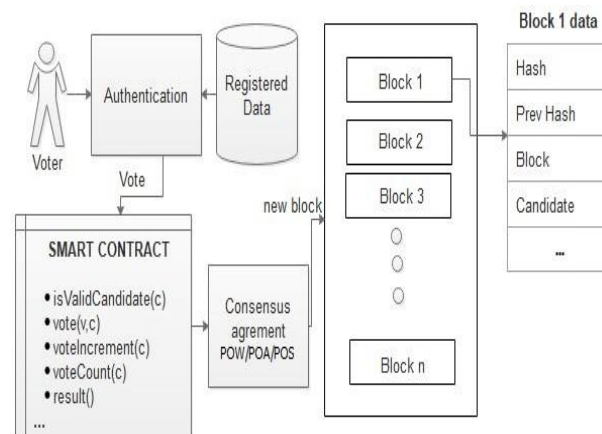 Block 1 data
Voter
Authentication
Registered
Data
Vote
SMART CONTRACT
• isValidCandidate(c)
• vote(v,c)
• voteIncrement(c)
• voteCount(c)
• result()
...
Consensus
agrement
POW/POA/POS
new block
Block 1
Block 2
Block 3
Block n
Hash
Prev Hash
Block
Candidate
...